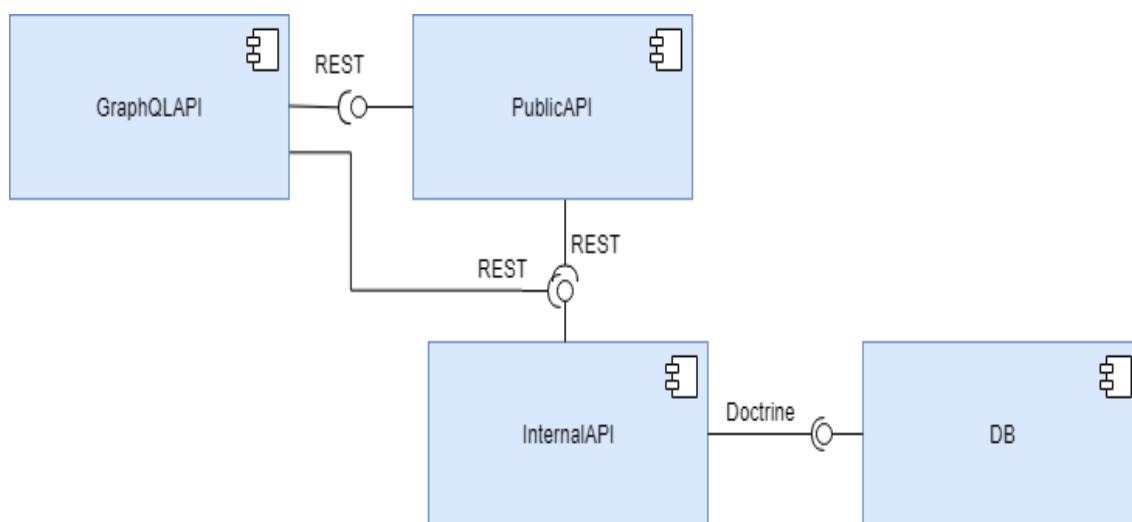 REST
GraphQLAPI
PublicAPI
REST
REST
Doctrine
InternalAPI
DB